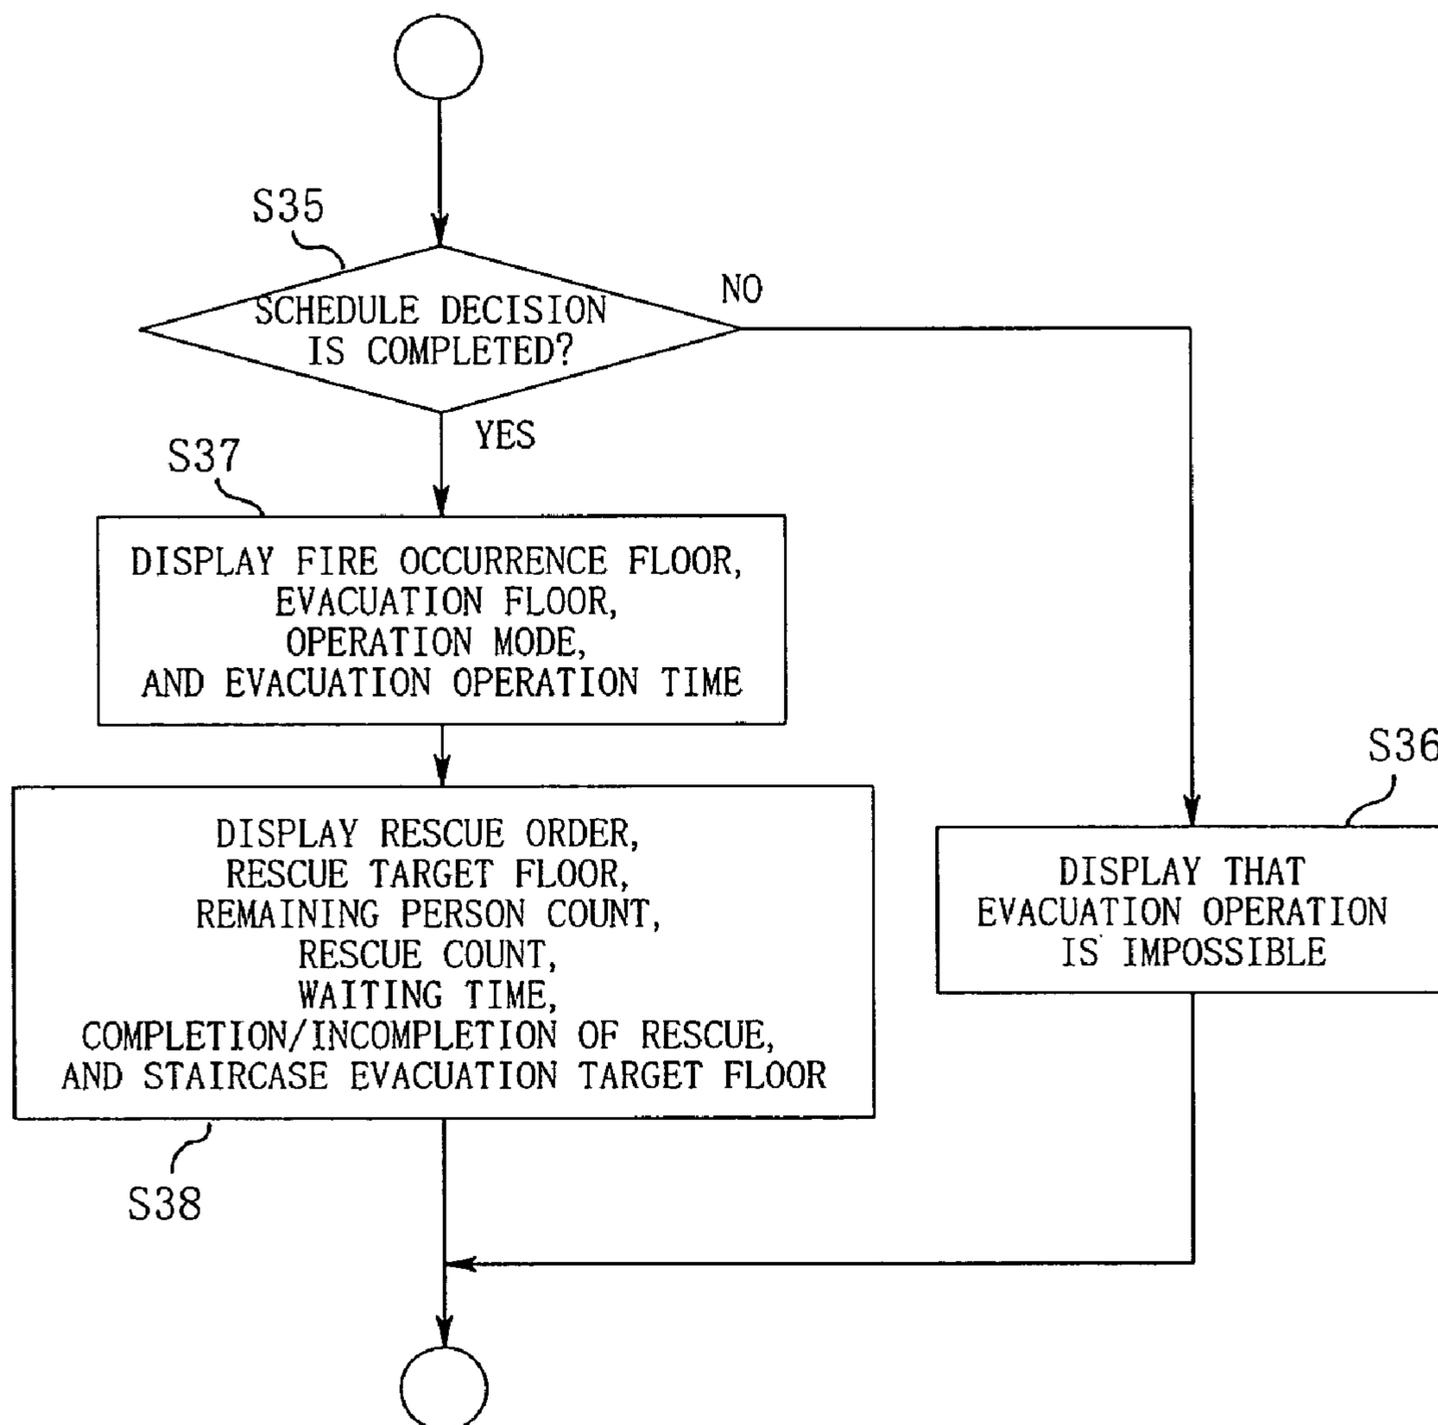 S35
SCHEDULE DECISION
IS COMPLETED?
NO
YES
S37
DISPLAY FIRE OCCURRENCE FLOOR,
EVACUATION FLOOR,
OPERATION MODE,
AND EVACUATION OPERATION TIME
S36
DISPLAY THAT
EVACUATION OPERATION
IS IMPOSSIBLE
DISPLAY RESCUE ORDER,
RESCUE TARGET FLOOR,
REMAINING PERSON COUNT,
RESCUE COUNT,
WAITING TIME,
COMPLETION/INCOMPLETION OF RESCUE,
AND STAIRCASE EVACUATION TARGET FLOOR
S38